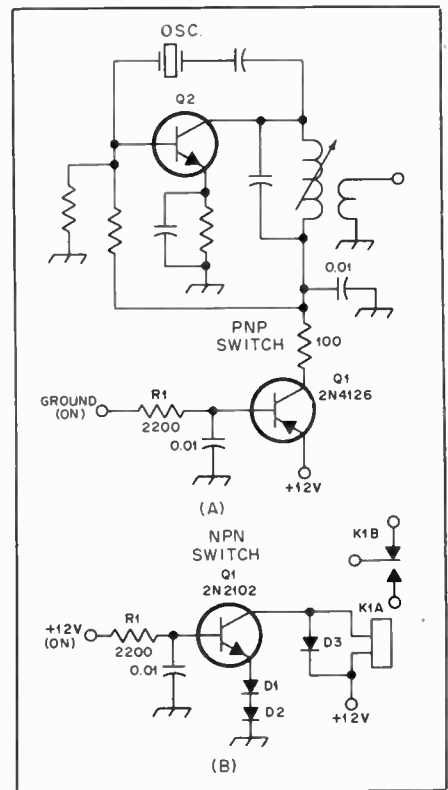 OSC.
Q2
0.01
PNP
SWITCH
100
Q1
2N4126
GROUND
(ON)
R1
2200
0.01
+12V
(A)
NPN
SWITCH
Q1
2N2102
K1B
+12V
(ON)
R1
2200
0.01
D1
D2
D3
K1A
+12V
(B)